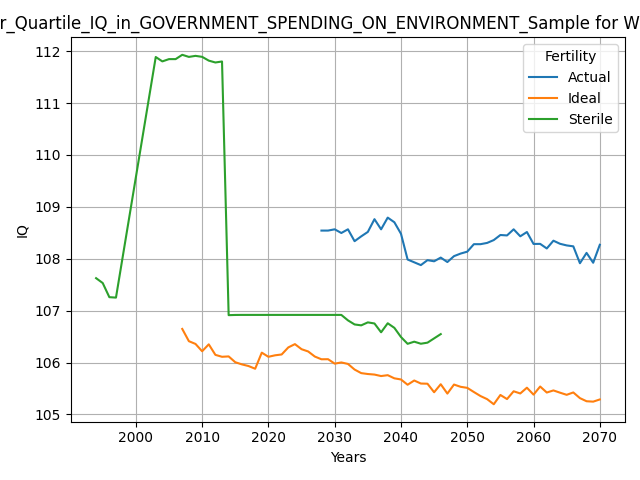 r_Quartile_IQ_in_GOVERNMENT_SPENDING_ON_ENVIRONMENT_Sample for W
Fertility
Actual
Ideal
Sterile
112
111
110
109
108
107
106
105
IQ
2000 2010 2020 2030 2040 2050 2060 2070
Years